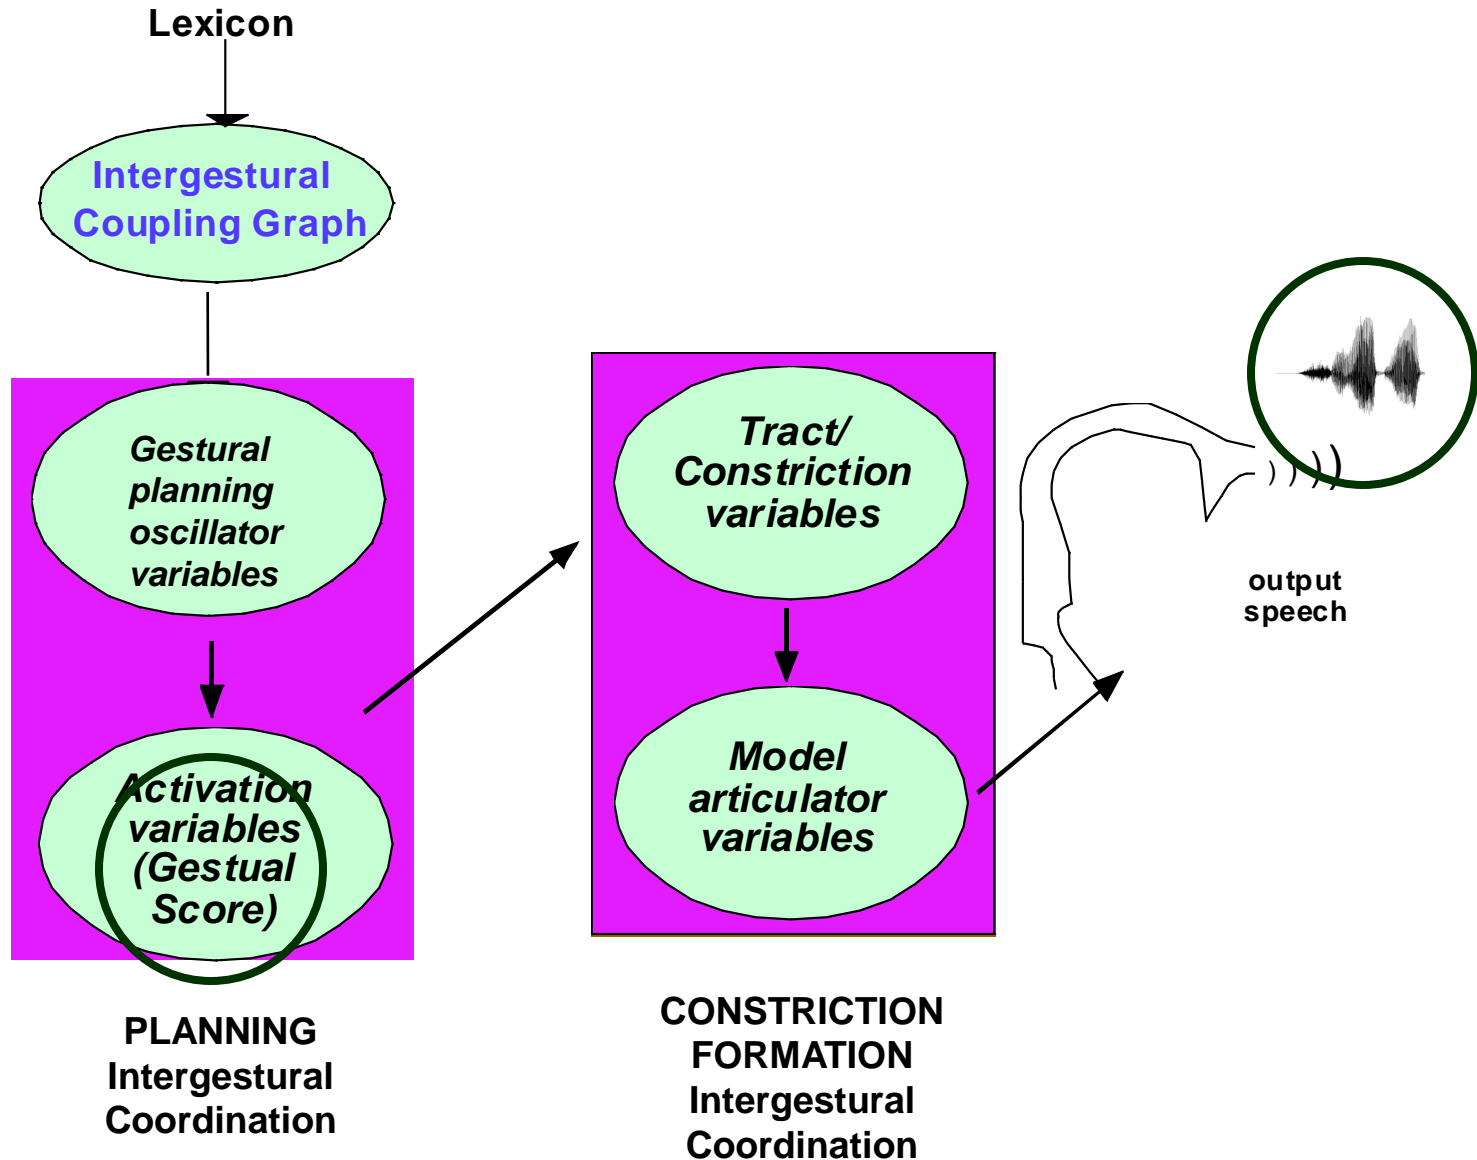 Lexicon
Intergestural
Coupling Graph
Gestural
planning
oscillator
variables
Activation
variables
(Gestual
Score)
PLANNING
Intergestural
Coordination
Tract/
Constriction
variables
Model
articulator
variables
CONSTRICTION
FORMATION
Intergestural
Coordination
output
speech